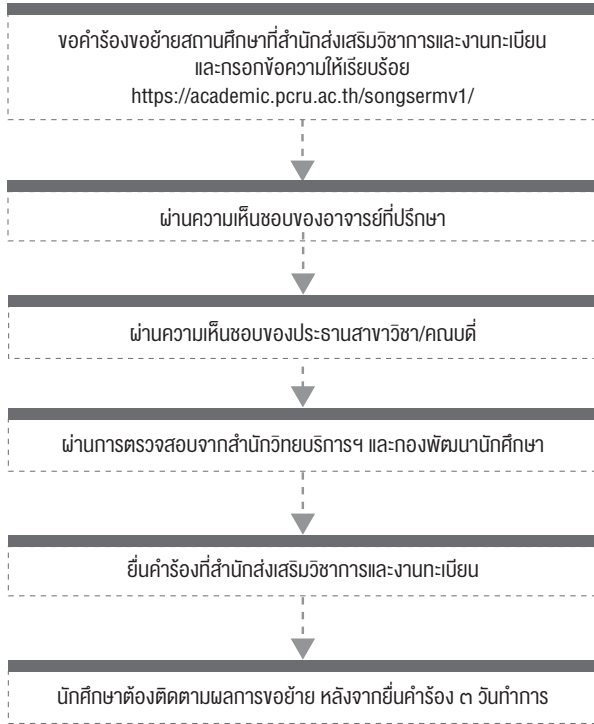 ขอคำร้องขอย้ายสถานศึกษาที่สำนักส่งเสริมวิชาการและงานทะเบียน
และกรอกข้อความให้เรียบร้อย
https://academic.pcru.ac.th/songsermv1/
ผ่านความเห็นชอบของอาจารย์ที่ปรึกษา
ผ่านความเห็นชอบของประธานสาขาวิชา/คณบดี่
ผ่านการตรวจสอบจากสำนักวิทยบริการฯ และกองพัฒนานักศึกษา
ยื่นคำร้องที่สำนักส่งเสริมวิชาการและงานทะเบียน
นักศึกษาต้องติดตามผลการขอย้าย หลังจากยื่นคำร้อง ๓ วันทำการ